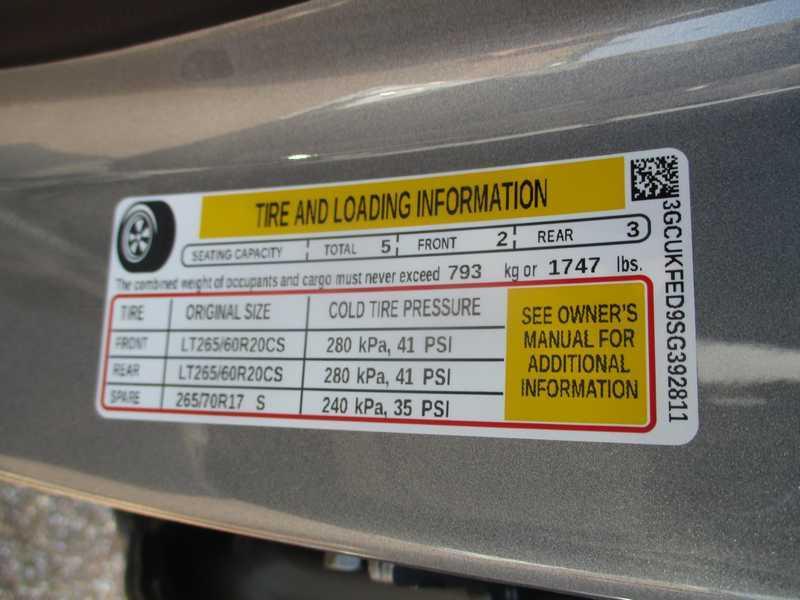 TIRE AND LOADING INFORMATION
SEATING CAPACITY TOTAL 5 FRONT 2 REAR 3
The combined weight of occupants and cargo must never exceed 793 kg or 1747 lbs.
TIRE ORIGINAL SIZE COLD TIRE PRESSURE
FRONT LT265/60R20CS 280 kPa, 41 PSI
REAR LT265/60R20CS 280 kPa, 41 PSI
SPARE 265/70R17 S 240 kPa, 35 PSI
SEE OWNER'S
MANUAL FOR
ADDITIONAL
INFORMATION
3GCUKFED9SG392811